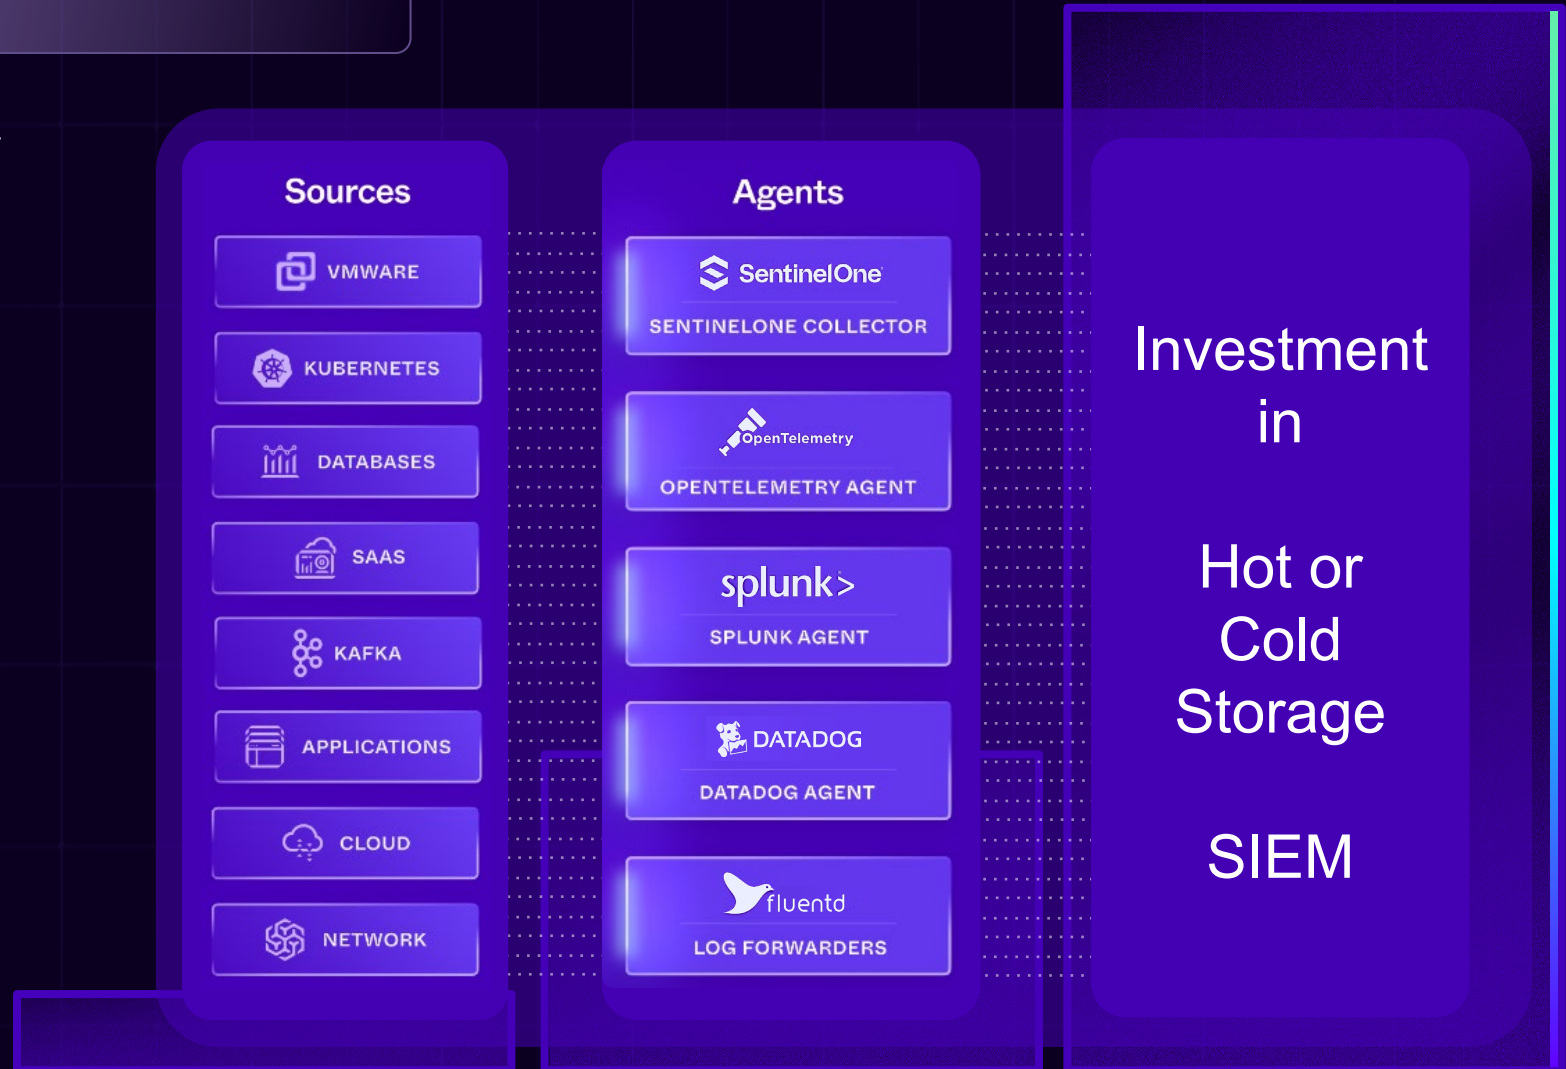 Sources
VMWARE
KUBERNETES
DATABASES
SAAS
KAFKA
APPLICATIONS
CLOUD
NETWORK
Agents
SentinelOne
SENTINELONE COLLECTOR
OpenTelemetry
OPENTELEMETRY AGENT
splunk>
SPLUNK AGENT
DATADOG
DATADOG AGENT
fluentd
LOG FORWARDERS
Investment
in
Hot or
Cold
Storage
SIEM